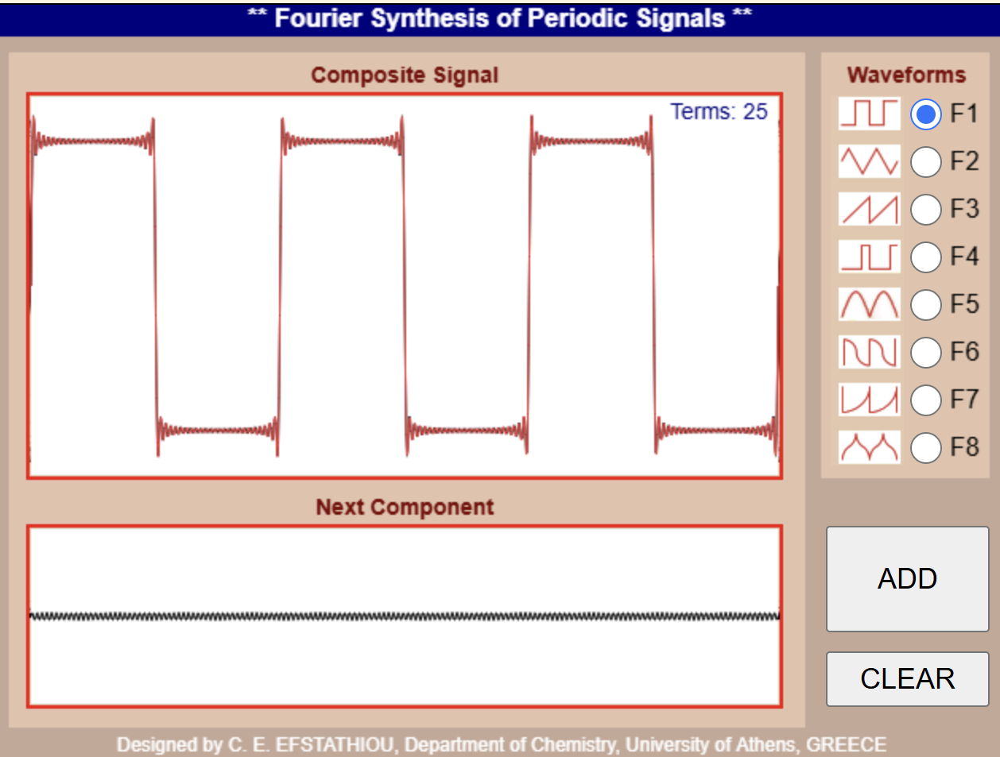 ** Fourier Synthesis of Periodic Signals **
Composite Signal
Terms: 25
Next Component
Waveforms
F1
F2
F3
F4
F5
F6
F7
F8
ADD
CLEAR
Designed by C. E. EFSTATHIOU, Department of Chemistry, University of Athens, GREECE